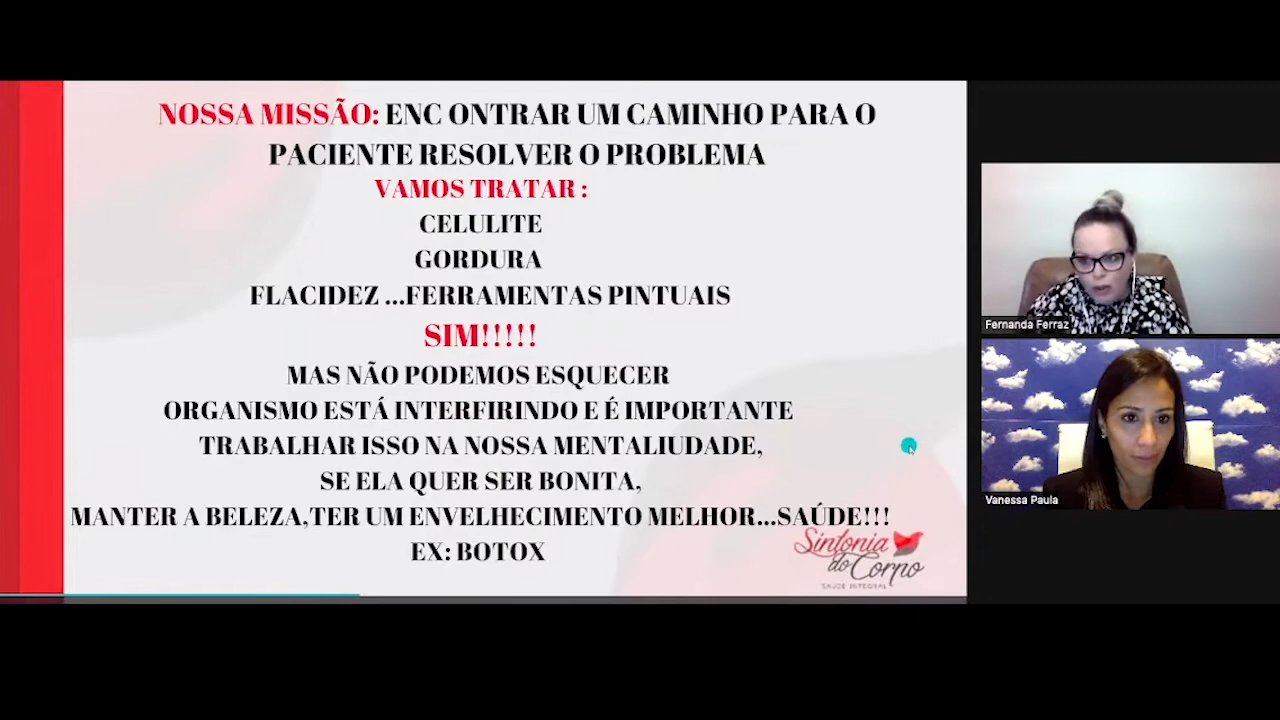 NOSSA MISSÃO: ENC ONTRAR UM CAMINHO PARA O
PACIENTE RESOLVER O PROBLEMA
VAMOS TRATAR :
CELULITE
GORDURA
FLACIDEZ ...FERRAMENTAS PINTUAIS
SIM!!!!!
MAS NÃO PODEMOS ESQUECER
ORGANISMO ESTÁ INTERFIRINDO E É IMPORTANTE
TRABALHAR ISSO NA NOSSA MENTALIUDADE,
SE ELA QUER SER BONITA,
MANTER A BELEZA,TER UM ENVELHECIMENTO MELHOR...SAÚDE!!!
EX: BOTOX
Sintonia
do Corpo
SAÚDE INTEGRAL
Fernanda Ferraz
Vanessa Paula